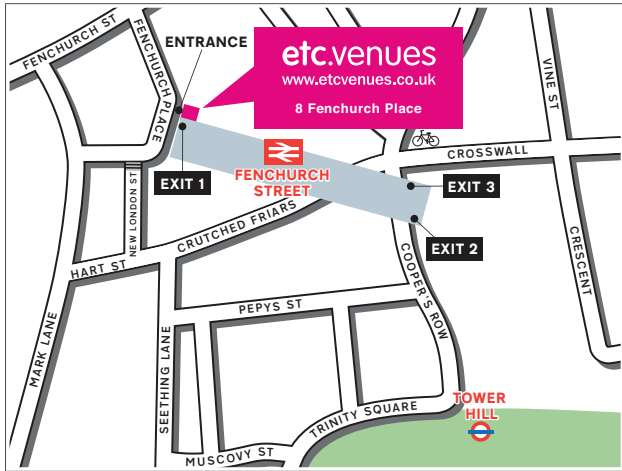 FENCHURCH ST
FENCHURCH PLACE
ENTRANCE
etc.venues
www.etcvenues.co.uk
8 Fenchurch Place
VINE ST
CROSSWALL
FENCHURCH
STREET
EXIT 1
EXIT 3
NEW LONDON ST
CRUTCHED FRIARS
EXIT 2
HART ST
COOPER'S ROW
CRESCENT
PEPYS ST
MARK LANE
SEETHING LANE
TOWER
HILL
TRINITY SQUARE
MUSCOVY ST